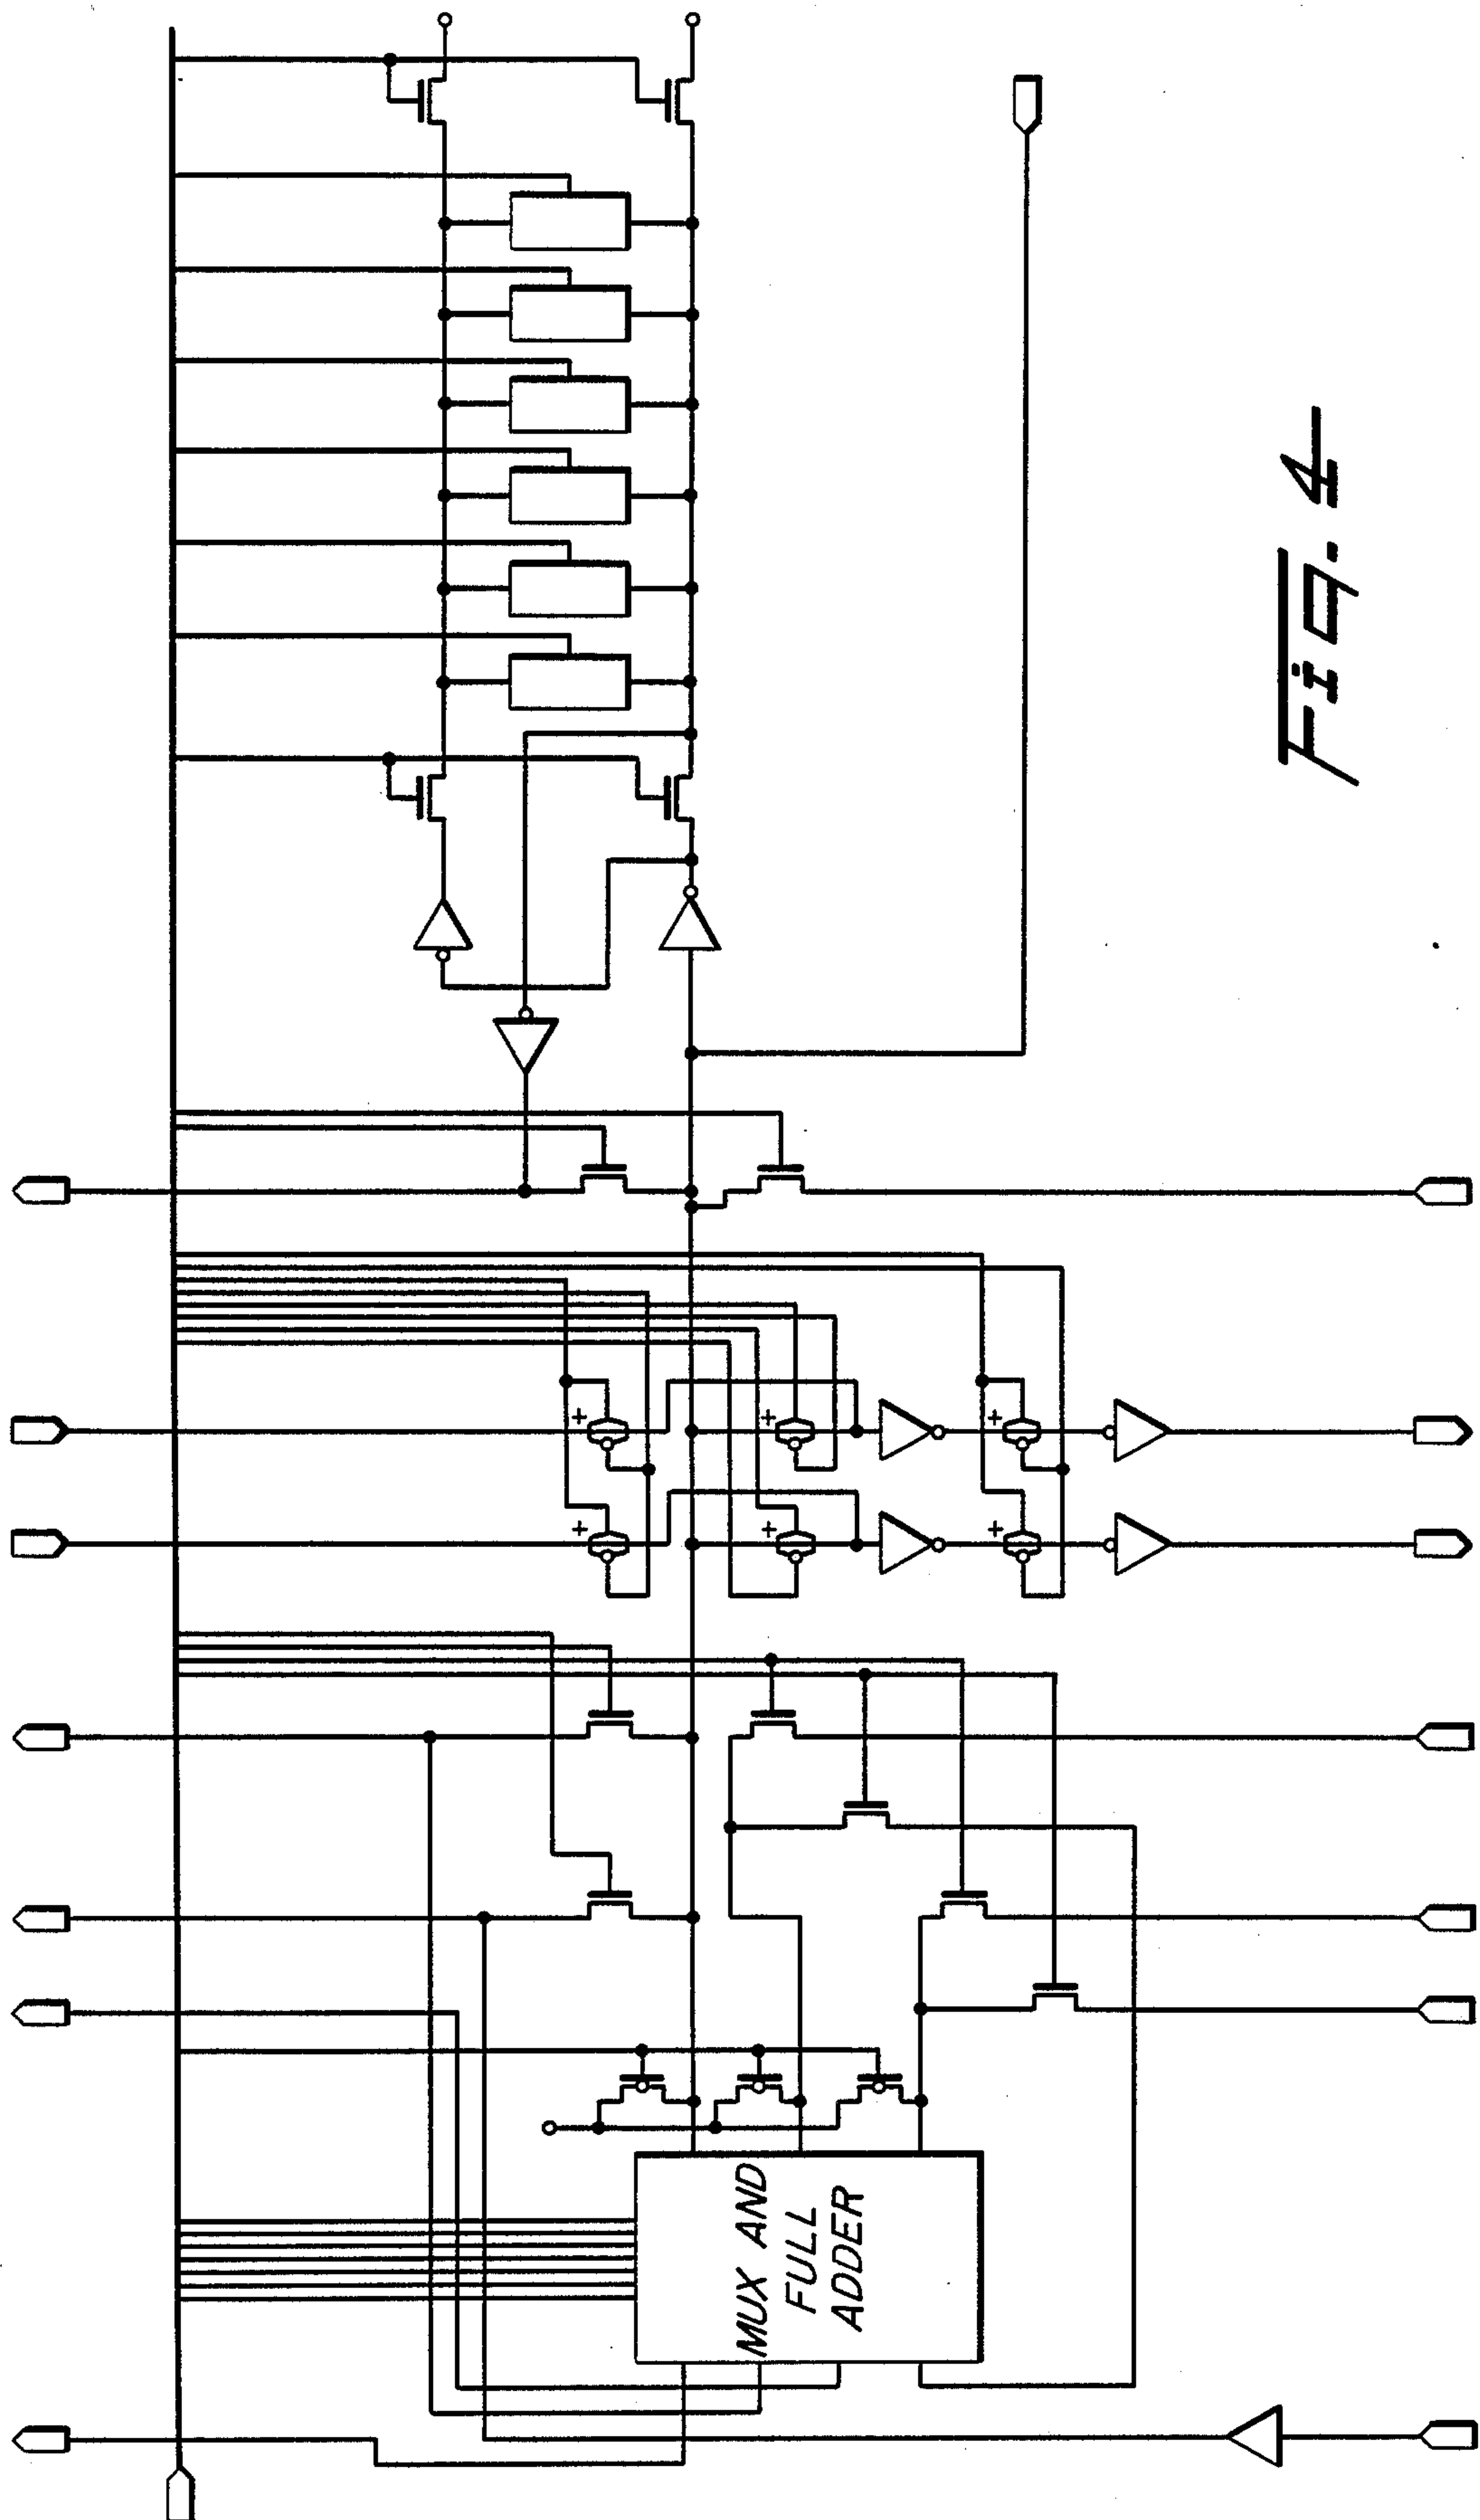 MUX AND
FULL
ADDER
+
+
+
+
+
+
Fig. 4